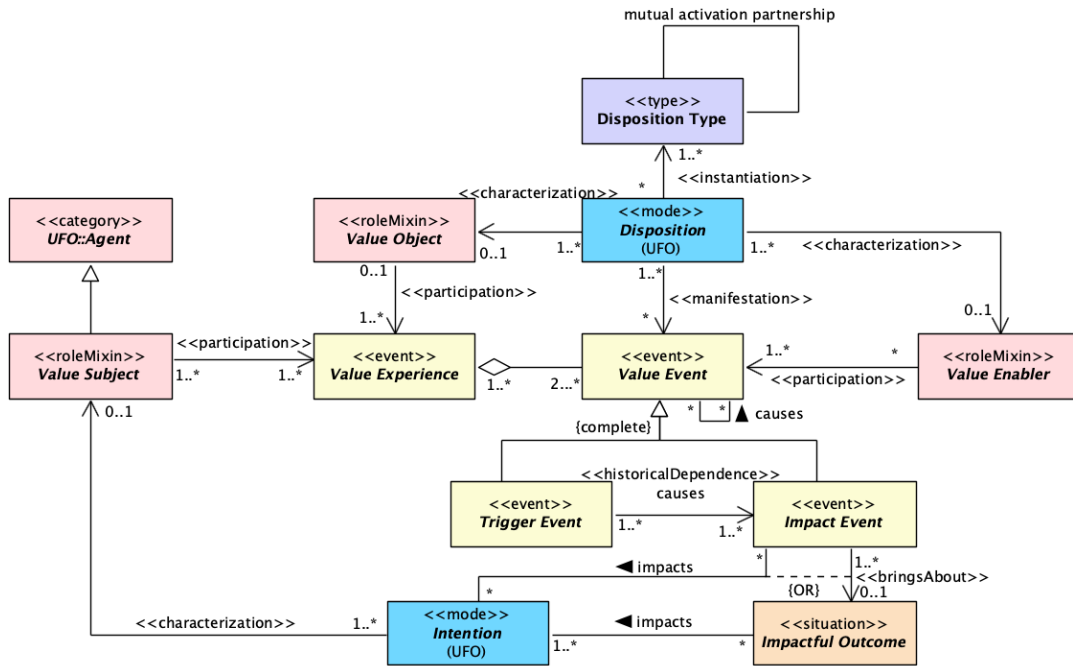 mutual activation partnership
<<type>>
Disposition Type
1..*
*
<<instantiation>>
<<characterization>>
<<category>>
UFO::Agent
<<roleMixin>>
Value Object
<<mode>>
Disposition
(UFO)
0..1
1..*
1..*
<<characterization>>
0..1
1..*
<<participation>>
<<manifestation>>
1..*
*
0..1
<<roleMixin>>
Value Subject
<<participation>>
1..*
1..*
<<event>>
Value Experience
1..*
2...*
<<event>>
Value Event
1..*
*
<<participation>>
<<roleMixin>>
Value Enabler
0..1
* *
▲ causes
{complete}
<<historicalDependence>>
causes
<<event>>
Trigger Event
1..*
1..*
<<event>>
Impact Event
*
1..*
◀ impacts
<<bringsAbout>>
{OR}
0..1
*
<<characterization>>
1..*
<<mode>>
Intention
(UFO)
◀ impacts
1..*
*
<<situation>>
Impactful Outcome